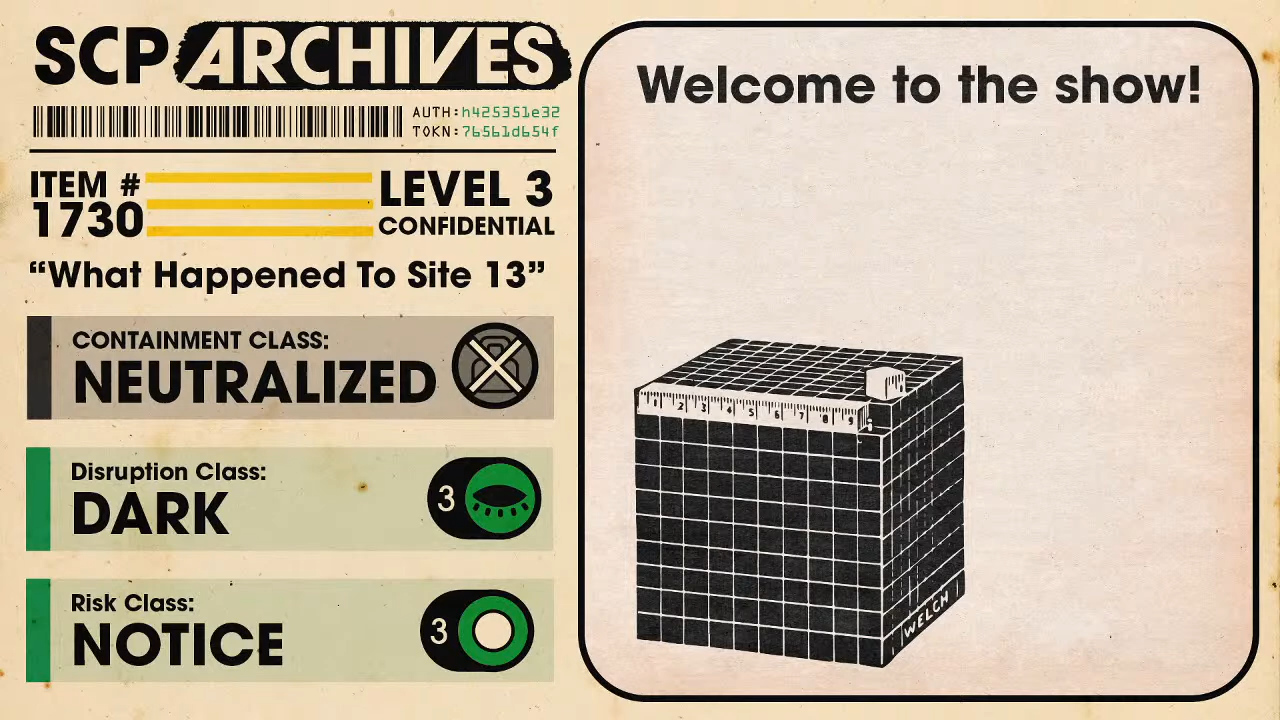 SCP ARCHIVES
AUTH:h425351e32
TOKN:76561d654f
ITEM #
1730
LEVEL 3
CONFIDENTIAL
“What Happened To Site 13”
CONTAINMENT CLASS:
NEUTRALIZED
Disruption Class:
DARK
3
Risk Class:
NOTICE
3
Welcome to the show!
1 2 3 4 5 6 7 8 9
WELCH